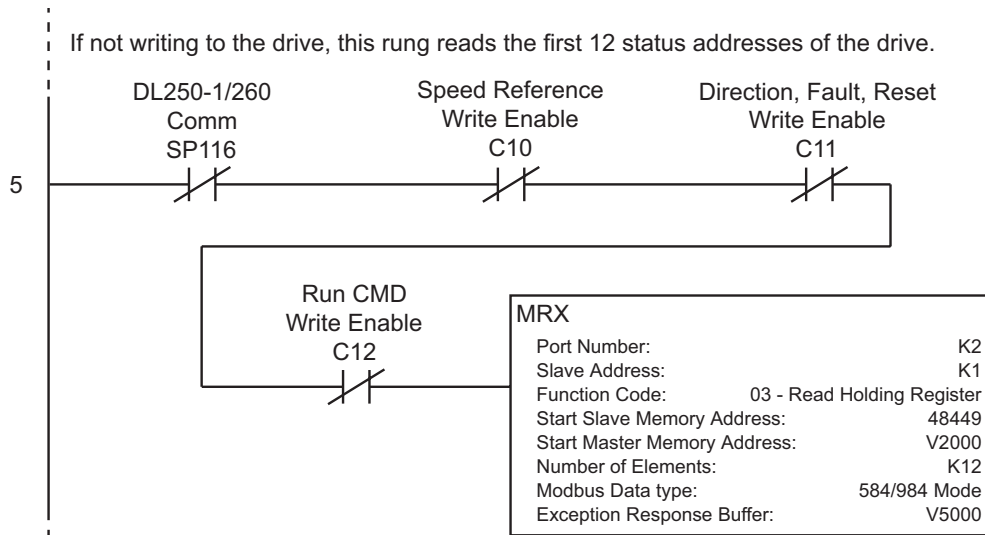 If not writing to the drive, this rung reads the first 12 status addresses of the drive.
DL250-1/260
Comm
SP116
Speed Reference
Write Enable
C10
Direction, Fault, Reset
Write Enable
C11
5
Run CMD
Write Enable
C12
MRX
Port Number: K2
Slave Address: K1
Function Code: 03 - Read Holding Register
Start Slave Memory Address: 48449
Start Master Memory Address: V2000
Number of Elements: K12
Modbus Data type: 584/984 Mode
Exception Response Buffer: V5000